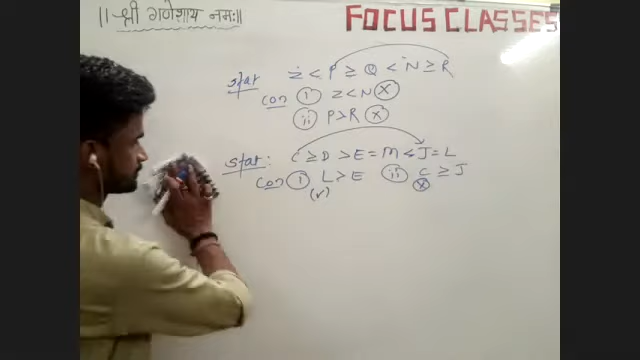 ॥ श्री गणेशाय नमः॥
FOCUS CLASSES
Stat Z < P ≥ Q < N ≥ R
Con (i) Z < N (X)
(ii) P > R (X)
Stat: C ≥ D > E = M < J = L
Con (i) L > E (ii) C ≥ J
(✓) (X)